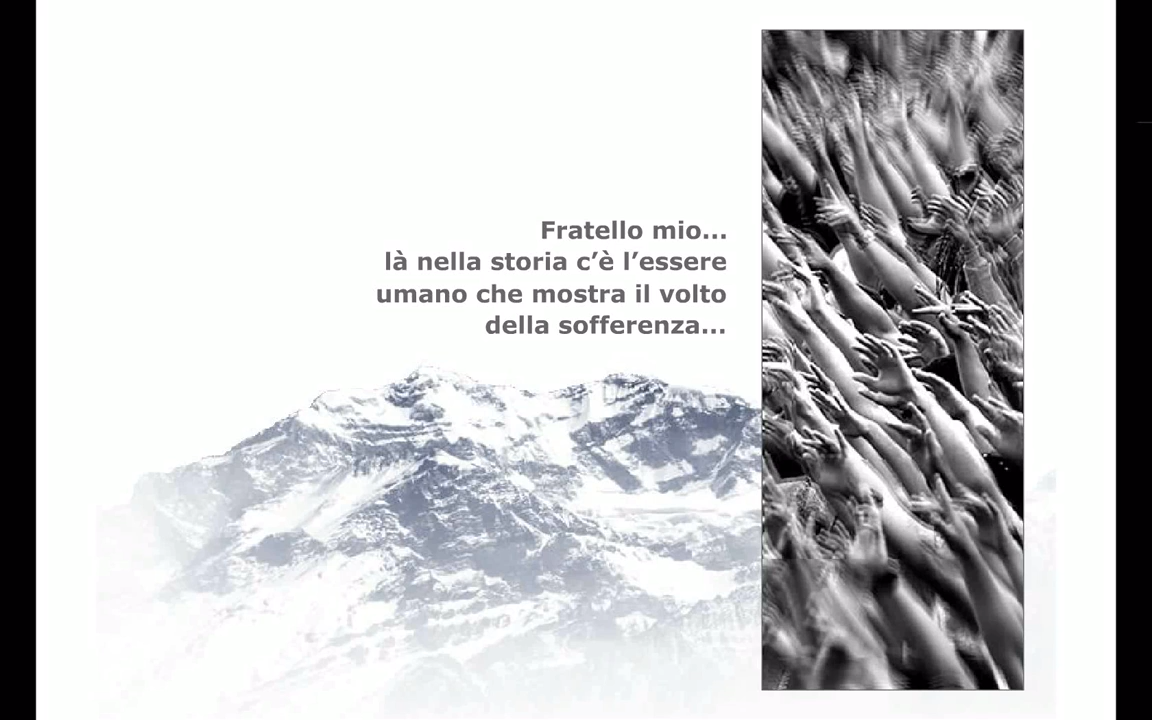 Fratello mio...
là nella storia c’è l’essere
umano che mostra il volto
della sofferenza...